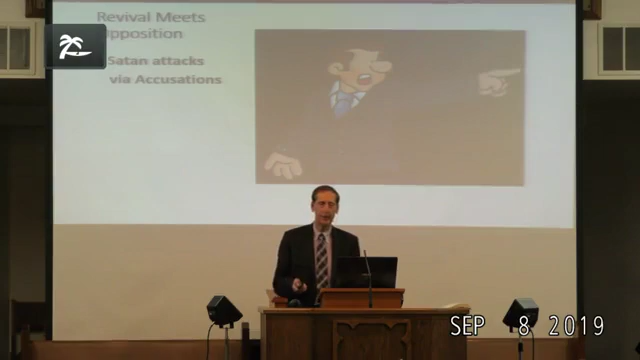 Revival Meets
Opposition
Satan attacks
via Accusations
SEP 8 2019